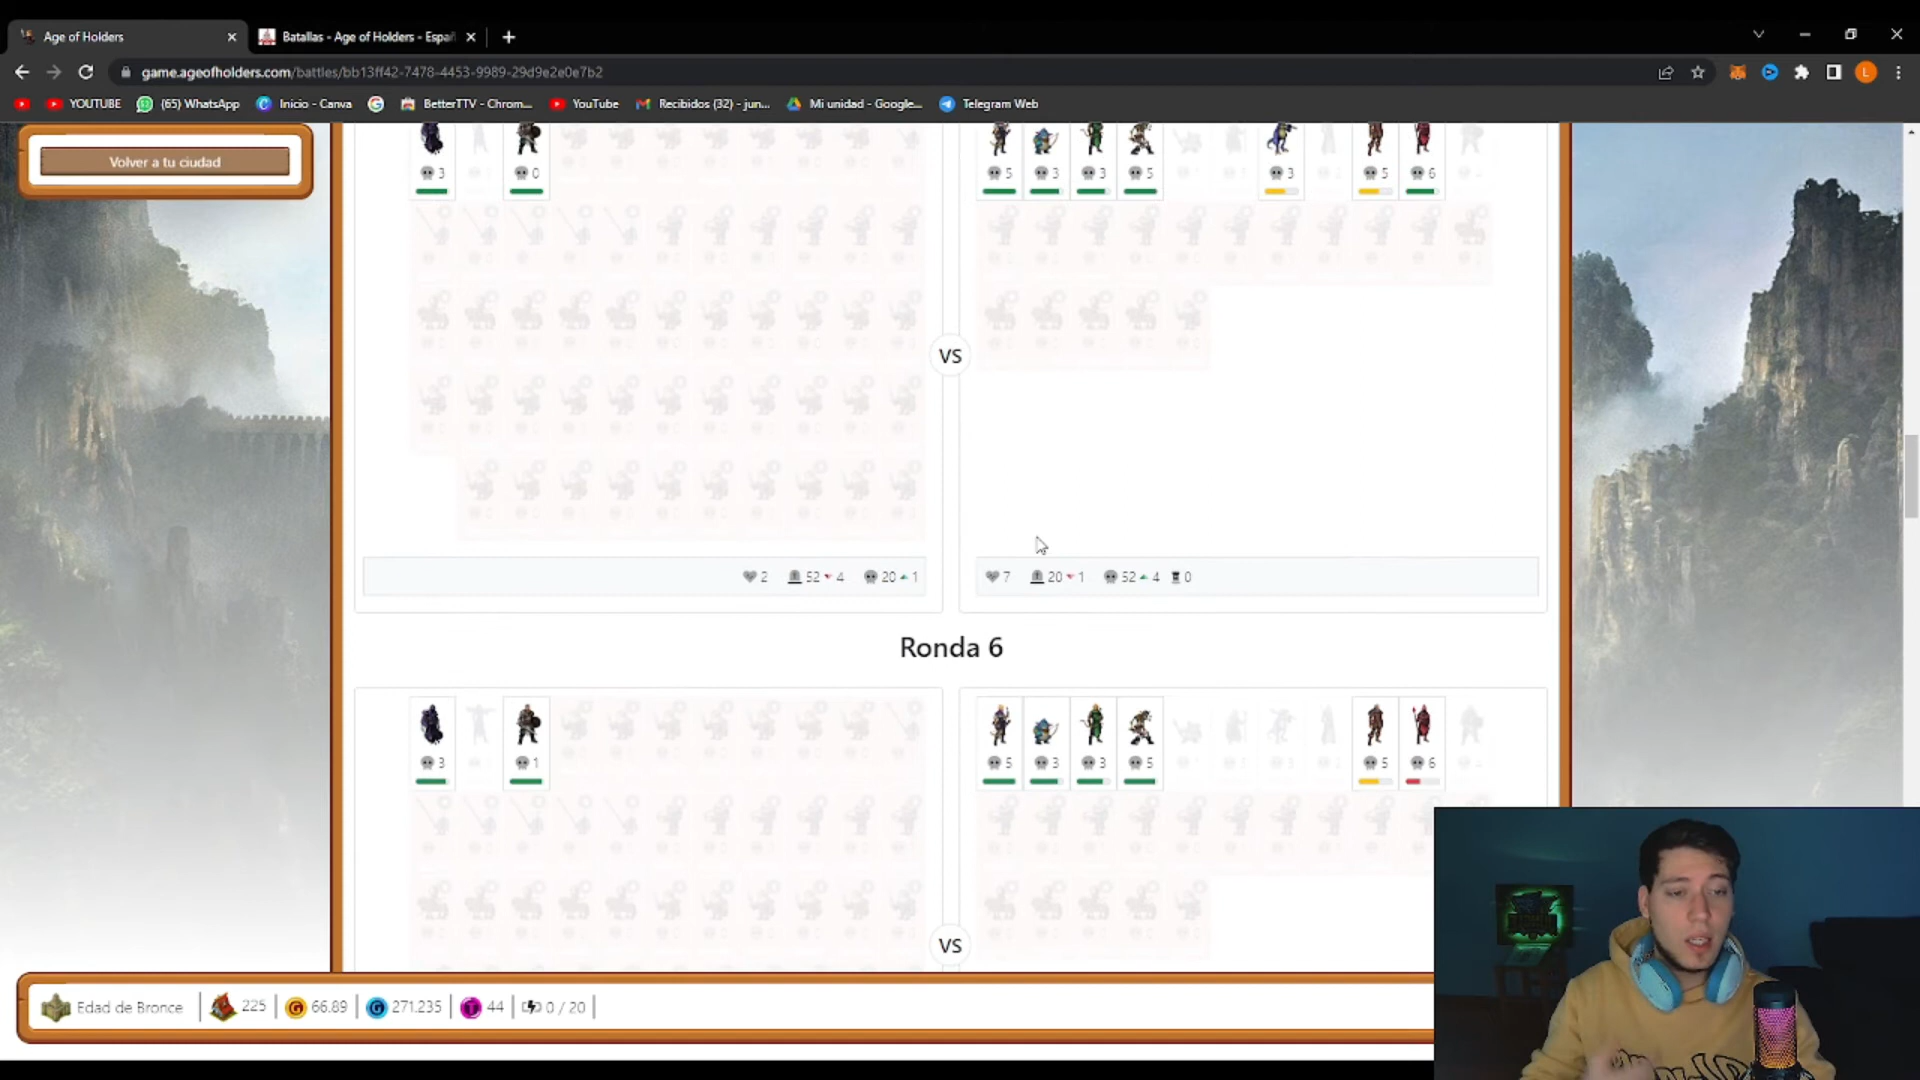 Age of Holders
Batallas - Age of Holders - Españ
game.ageofholders.com/battles/bb13ff42-7478-4453-9989-29d9e2e0e7b2
YOUTUBE
(65) WhatsApp
Inicio - Canva
BetterTTV - Chrom...
YouTube
Recibidos (32) - jun...
Mi unidad - Google...
Telegram Web
L
Volver a tu ciudad
3 0
5 3 3 5 3 5 6
VS
2 52 4 20 1
7 20 1 52 4 0
Ronda 6
3 1
5 3 3 5 5 6
VS
Edad de Bronce 225 66.89 271.235 44 0 / 20